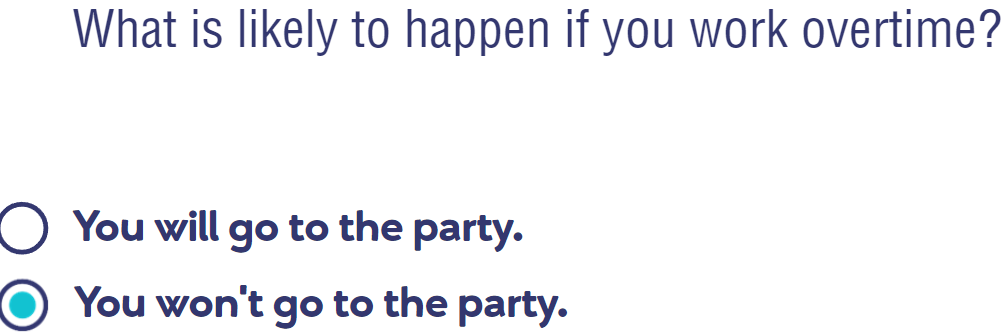 What is likely to happen if you work overtime?
You will go to the party.
You won't go to the party.